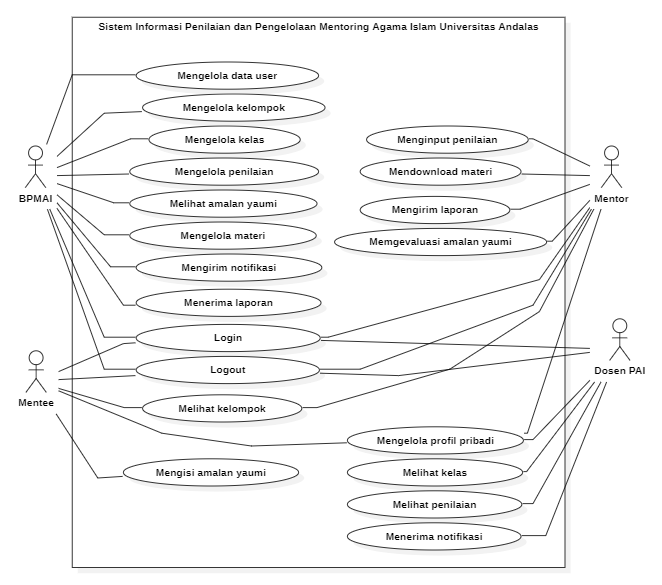 Sistem Informasi Penilaian dan Pengelolaan Mentoring Agama Islam Universitas Andalas
Mengelola data user
Mengelola kelompok
Mengelola kelas
Mengelola penilaian
Melihat amalan yaumi
Mengelola materi
Mengirim notifikasi
Menerima laporan
Login
Logout
Melihat kelompok
Mengisi amalan yaumi
Menginput penilaian
Mendownload materi
Mengirim laporan
Memgevaluasi amalan yaumi
Mengelola profil pribadi
Melihat kelas
Melihat penilaian
Menerima notifikasi
BPMAI
Mentee
Mentor
Dosen PAI